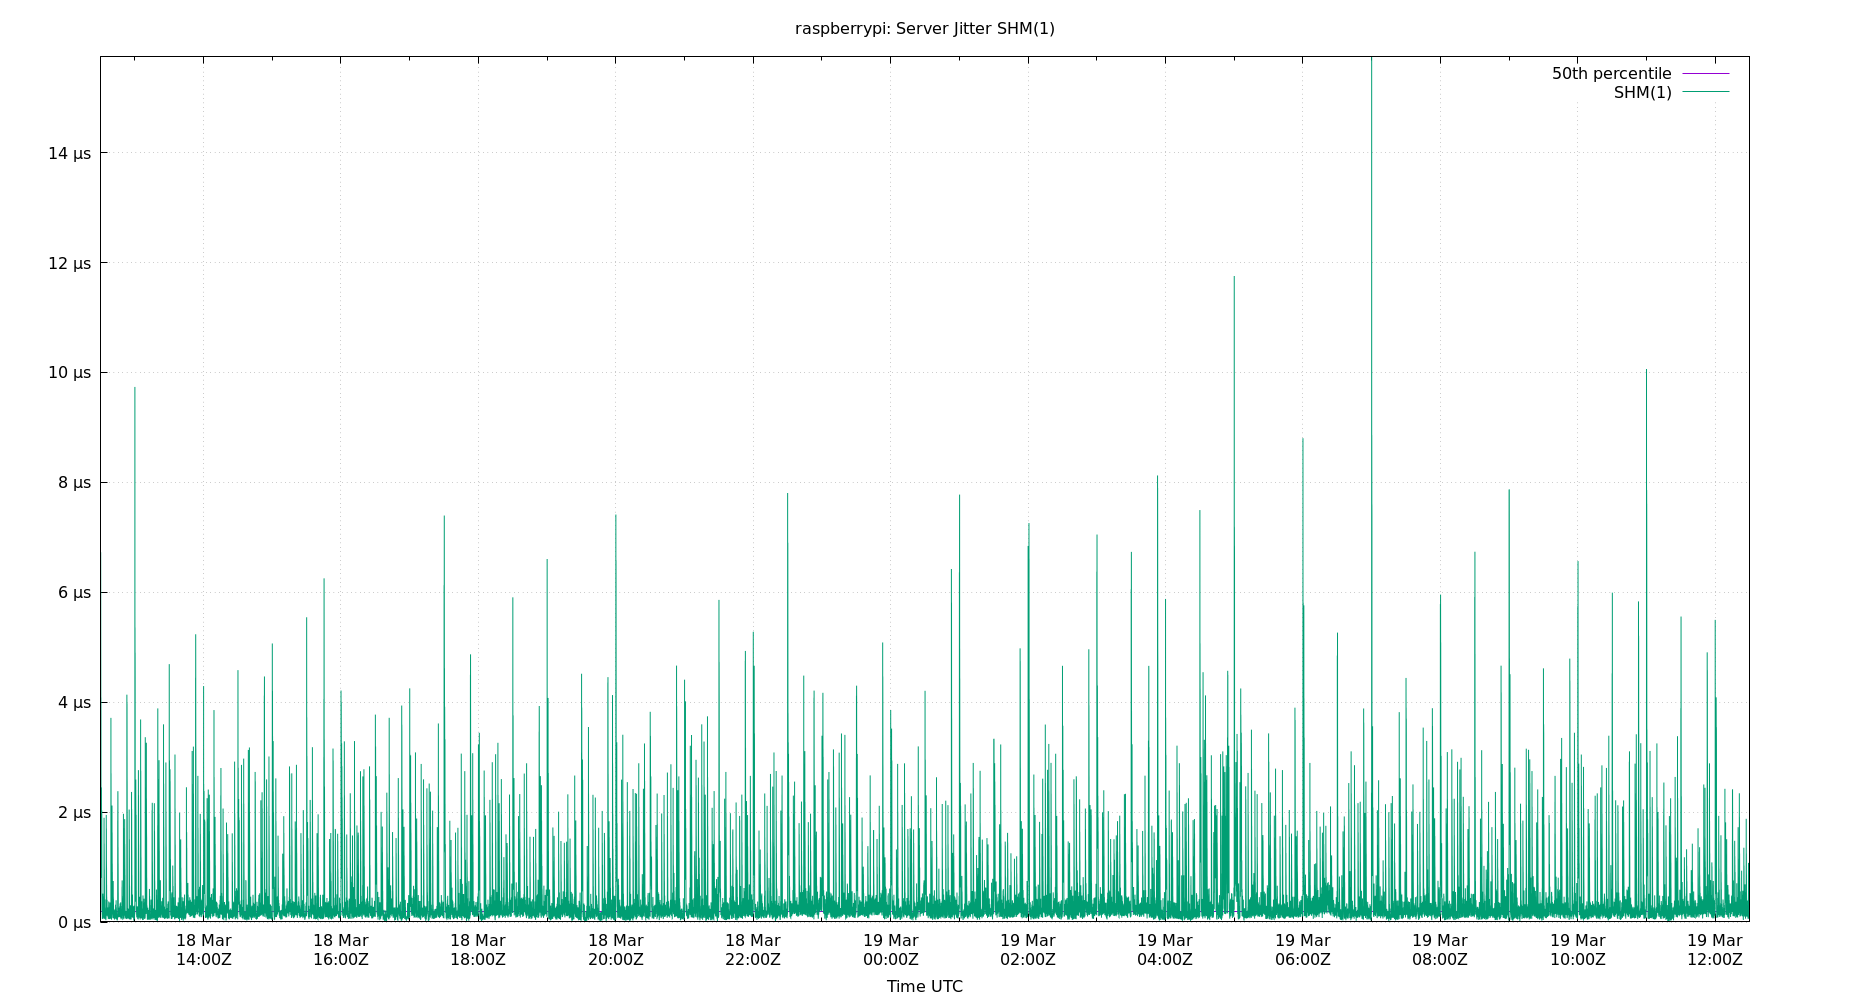 raspberrypi: Server Jitter SHM(1)
50th percentile
SHM(1)
14 µs
12 µs
10 µs
8 µs
6 µs
4 µs
2 µs
0 µs
18 Mar 18 Mar 18 Mar 18 Mar 18 Mar 19 Mar 19 Mar 19 Mar 19 Mar 19 Mar 19 Mar 19 Mar
14:00Z 16:00Z 18:00Z 20:00Z 22:00Z 00:00Z 02:00Z 04:00Z 06:00Z 08:00Z 10:00Z 12:00Z
Time UTC